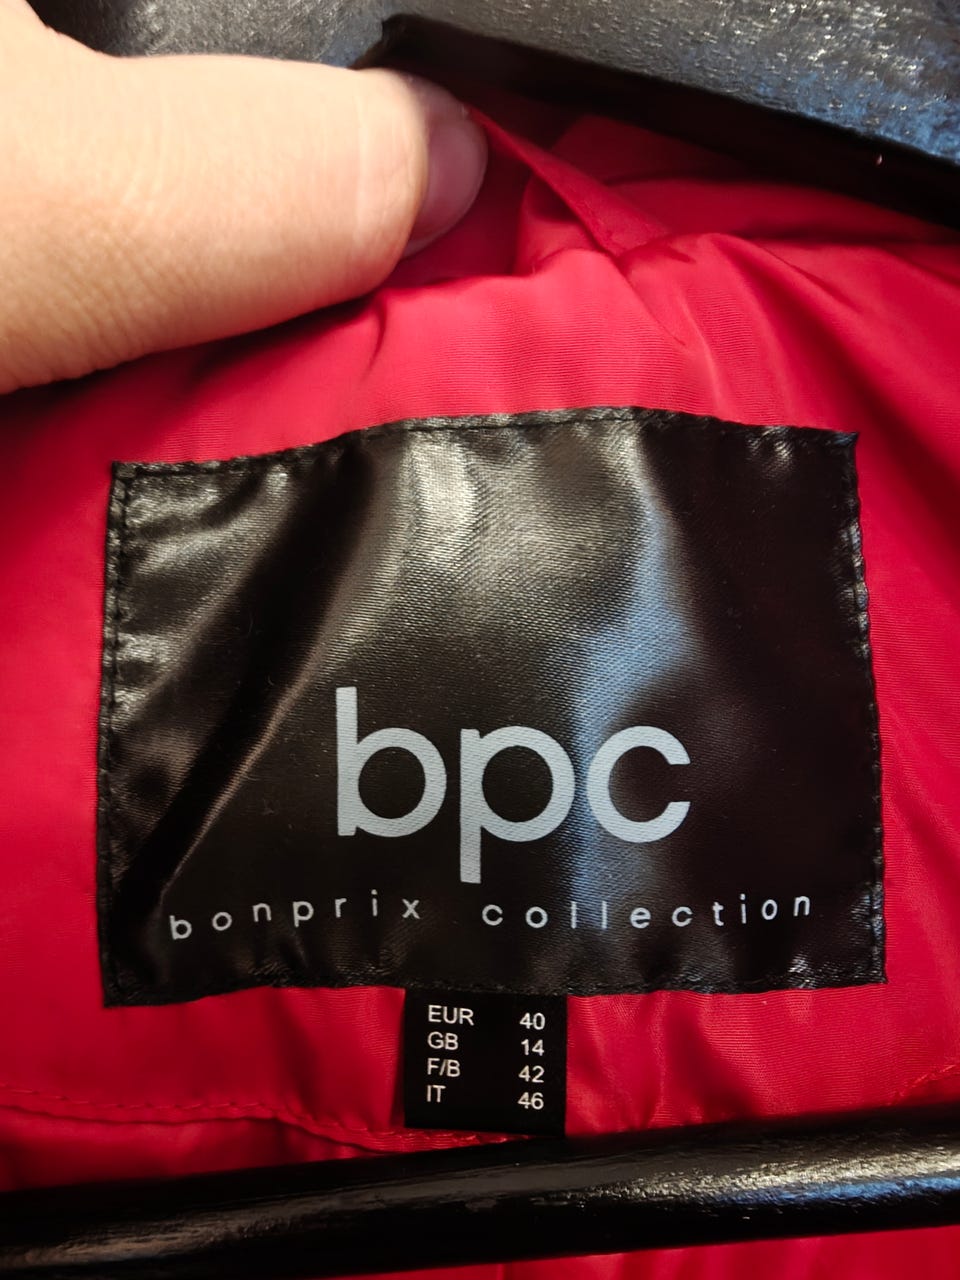 bpc
bonprix collection
EUR 40
GB 14
F/B 42
IT 46